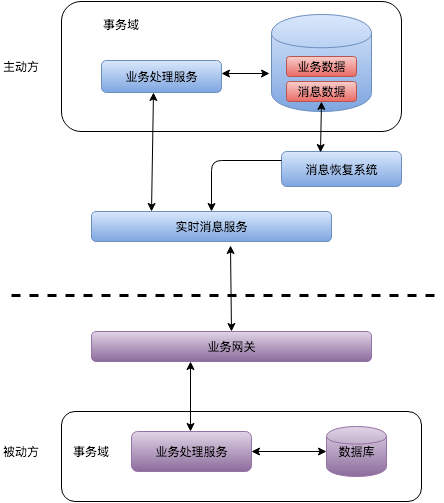 事务域
主动方
业务处理服务
业务数据
消息数据
消息恢复系统
实时消息服务
业务网关
被动方
事务域
业务处理服务
数据库